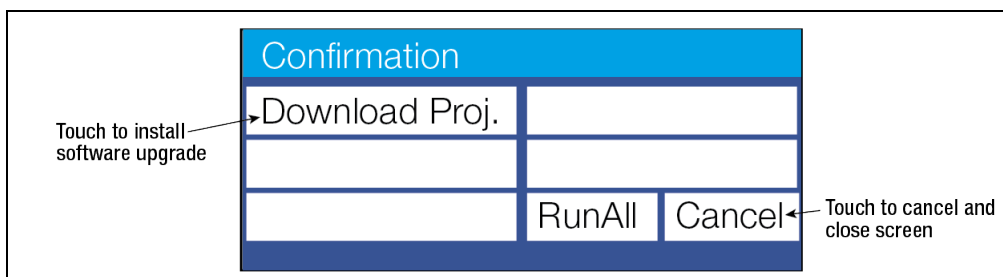 Confirmation
Download Proj.
Touch to install
software upgrade
RunAll
Cancel
Touch to cancel and
close screen